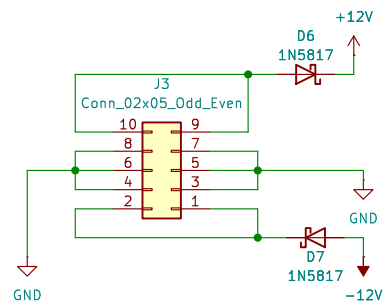 +12V
D6
1N5817
J3
Conn_02x05_Odd_Even
10 9
8 7
6 5
4 3
2 1
GND
D7
1N5817
GND
-12V